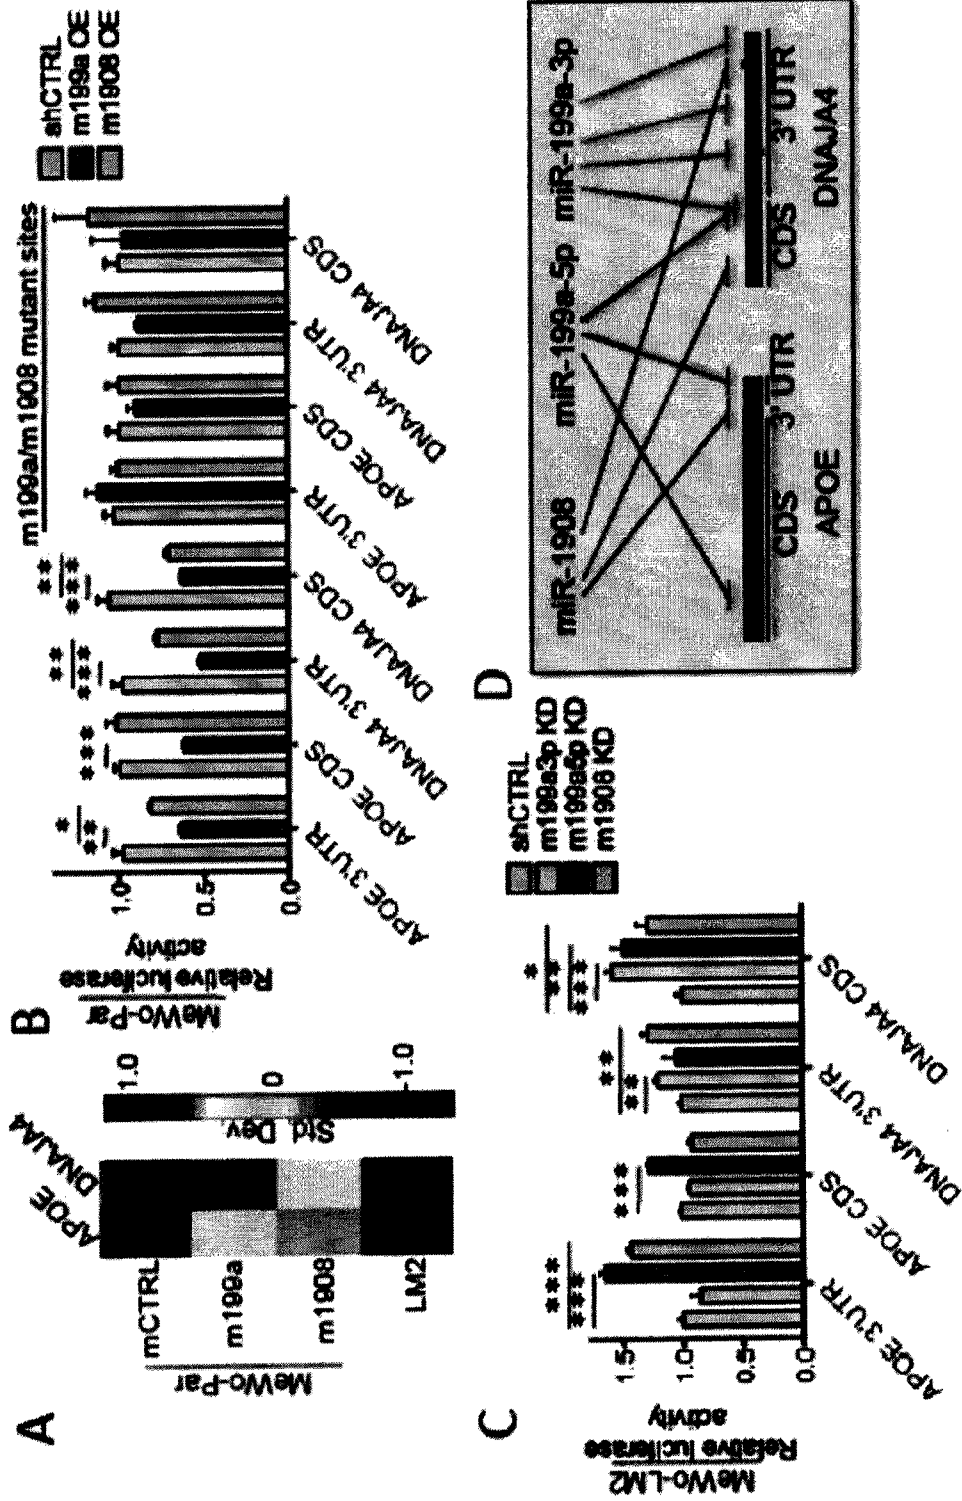 A
APOE
DNAJA4
mCTRL
m199a
m1908
LM2
MeWo-Par
1.0
0
-1.0
Std. Dev.
B
MeWo-Par
Relative luciferase
activity
1.0
0.5
0.0
shCTRL
m199a OE
m1908 OE
m199a/m1908 mutant sites
* ** *** *** ** *** ** ***
APOE 3'UTR
APOE CDS
DNAJA4 3'UTR
DNAJA4 CDS
APOE 3'UTR
APOE CDS
DNAJA4 3'UTR
DNAJA4 CDS
C
MeWo-LM2
Relative luciferase
activity
1.5
1.0
0.5
0.0
shCTRL
m199a3p KD
m199a5p KD
m1908 KD
*** *** *** ** ** * ** ***
APOE 3'UTR
APOE CDS
DNAJA4 3'UTR
DNAJA4 CDS
D
miR-1908
miR-199a-5p
miR-199a-3p
CDS
3' UTR
CDS
3' UTR
APOE
DNAJA4